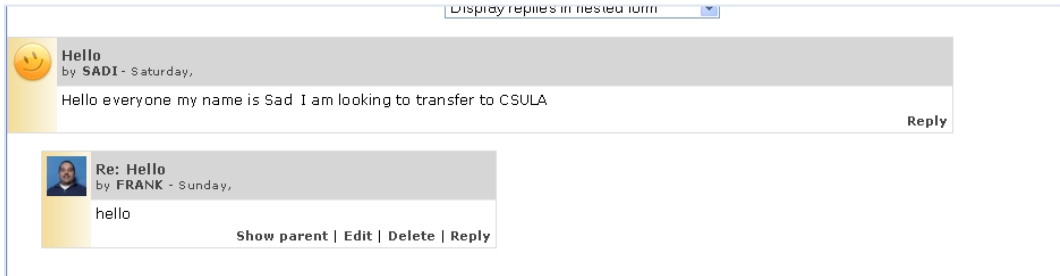 Display replies in nested form
Hello
by SADI - Saturday,
Hello everyone my name is Sad I am looking to transfer to CSULA
Reply
Re: Hello
by FRANK - Sunday,
hello
Show parent | Edit | Delete | Reply